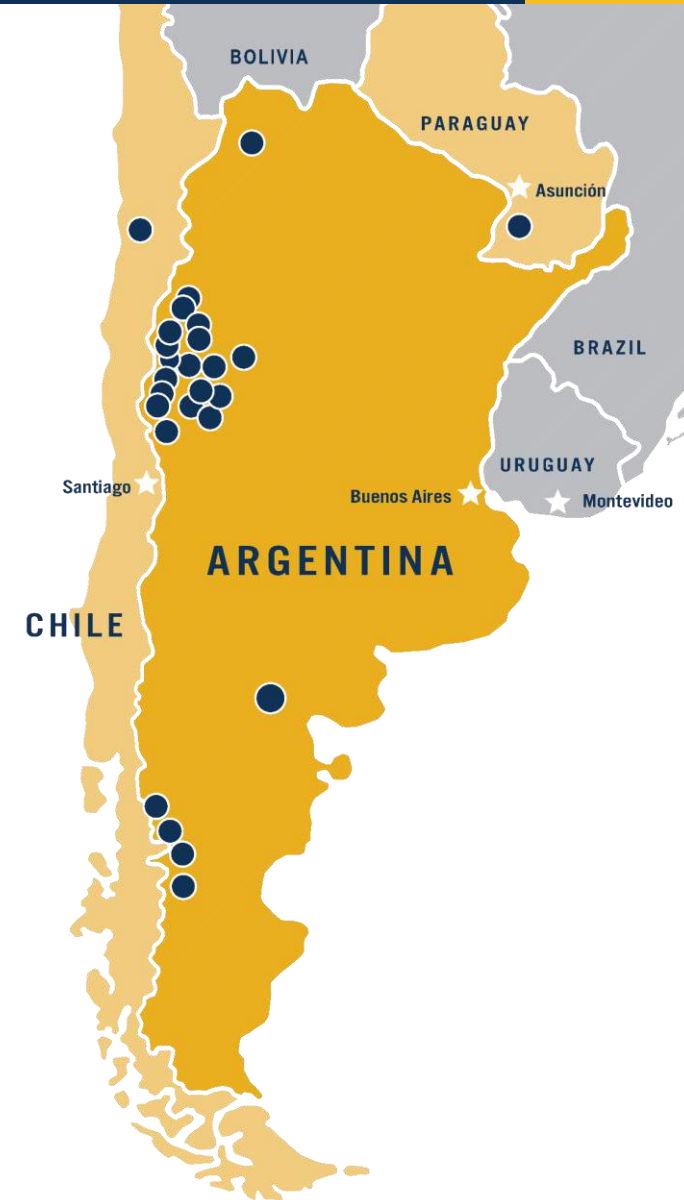 BOLIVIA
PARAGUAY
Asunción
BRAZIL
URUGUAY
Santiago
Buenos Aires
Montevideo
ARGENTINA
CHILE